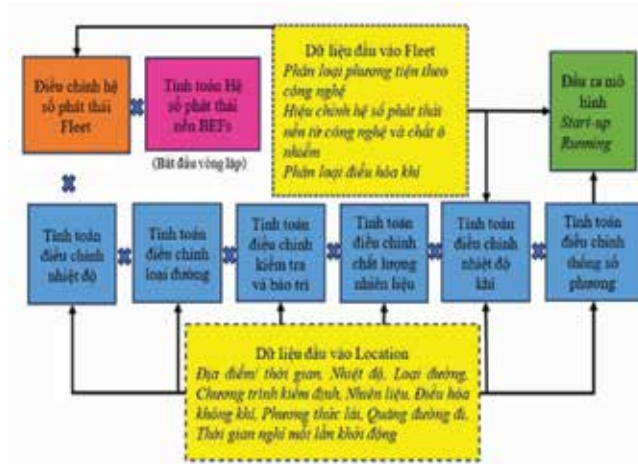 Dữ liệu đầu vào Fleet
Phân loại phương tiện theo
công nghệ
Hiệu chỉnh hệ số phát thải
nền từ công nghệ và chất ô
nhiễm
Phân loại điều hòa khí
Điều chỉnh hệ
số phát thải
Fleet
Tính toán Hệ
số phát thải
nền BEFs
(Bắt đầu vòng lặp)
Đầu ra mô
hình
Start-up
Running
Tính toán
điều chỉnh
nhiệt độ
Tính toán
điều chỉnh
loại đường
Tính toán
điều chỉnh
kiểm tra
và bảo trì
Tính toán
điều chỉnh
chất lượng
nhiên liệu
Tính toán
điều chỉnh
nhiệt độ
khí
Tính toán
điều chỉnh
thông số
phương
Dữ liệu đầu vào Location
Địa điểm/ thời gian, Nhiệt độ, Loại đường,
Chương trình kiểm định, Nhiên liệu, Điều hòa
không khí, Phương thức lái, Quãng đường đi,
Thời gian nghỉ mỗi lần khởi động